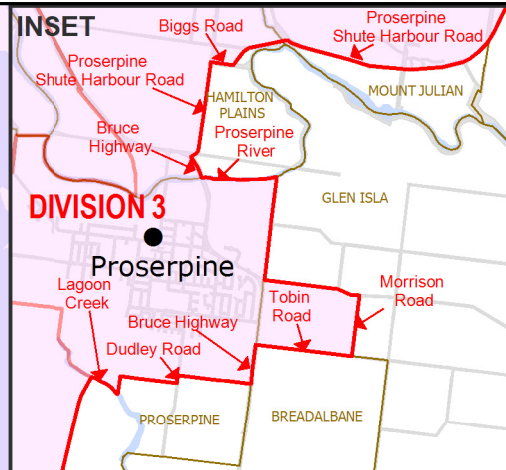 INSET
Biggs Road
Proserpine
Shute Harbour Road
Proserpine
Shute Harbour Road
HAMILTON
PLAINS
MOUNT JULIAN
Bruce
Highway
Proserpine
River
GLEN ISLA
DIVISION 3
Proserpine
Lagoon
Creek
Tobin
Road
Morrison
Road
Bruce Highway
Dudley Road
PROSERPINE
BREADALBANE